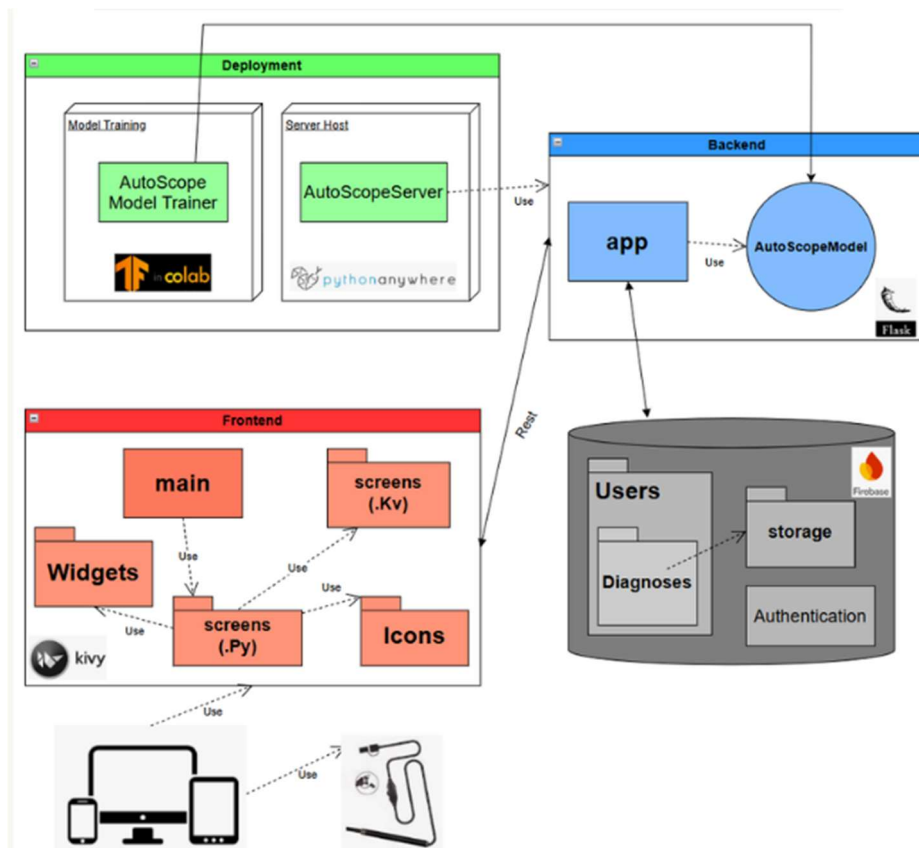 Deployment
Model Training
AutoScope
Model Trainer
TF in colab
Server Host
AutoScopeServer
pythonanywhere
Use
Backend
app
Use
AutoScopeModel
Flask
Rest
Frontend
main
screens
(.Kv)
Use
Use
Widgets
Use
screens
(.Py)
Use
Icons
kivy
Use
Use
Firebase
Users
Diagnoses
storage
Authentication